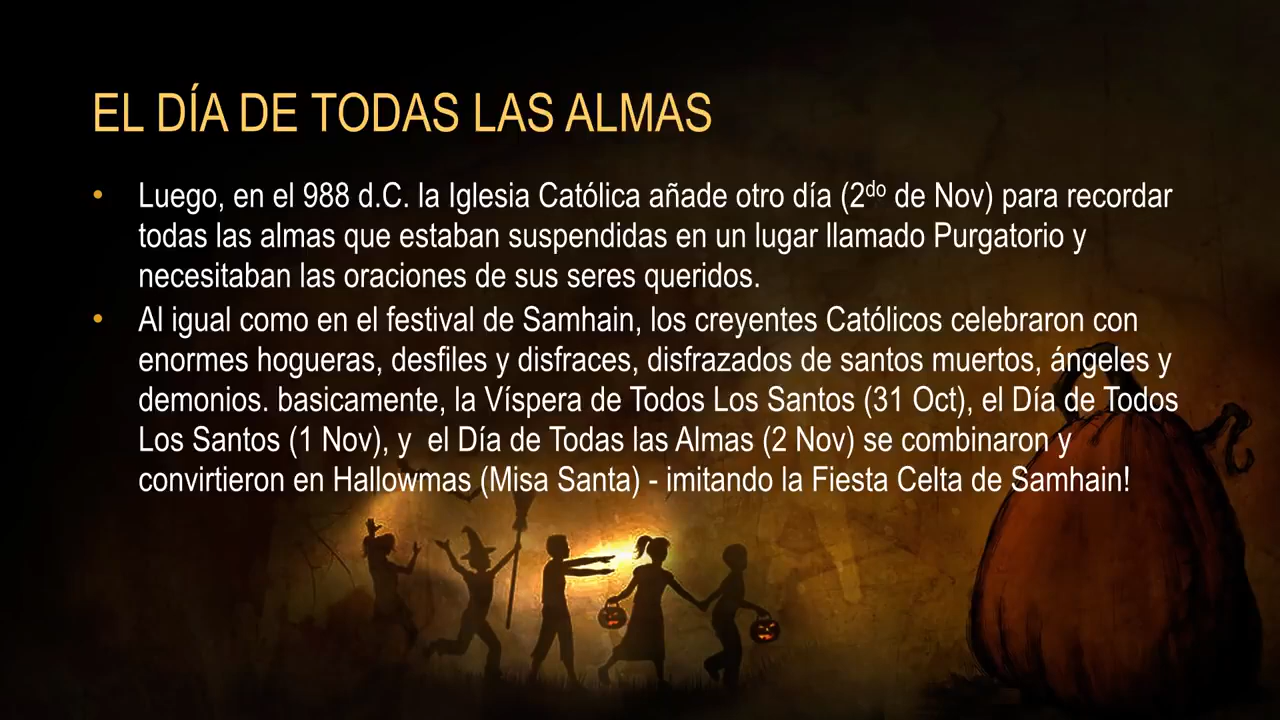 EL DÍA DE TODAS LAS ALMAS
• Luego, en el 988 d.C. la Iglesia Católica añade otro día (2do de Nov) para recordar
todas las almas que estaban suspendidas en un lugar llamado Purgatorio y
necesitaban las oraciones de sus seres queridos.
• Al igual como en el festival de Samhain, los creyentes Católicos celebraron con
enormes hogueras, desfiles y disfraces, disfrazados de santos muertos, ángeles y
demonios. basicamente, la Víspera de Todos Los Santos (31 Oct), el Día de Todos
Los Santos (1 Nov), y  el Día de Todas las Almas (2 Nov) se combinaron y
convirtieron en Hallowmas (Misa Santa) - imitando la Fiesta Celta de Samhain!